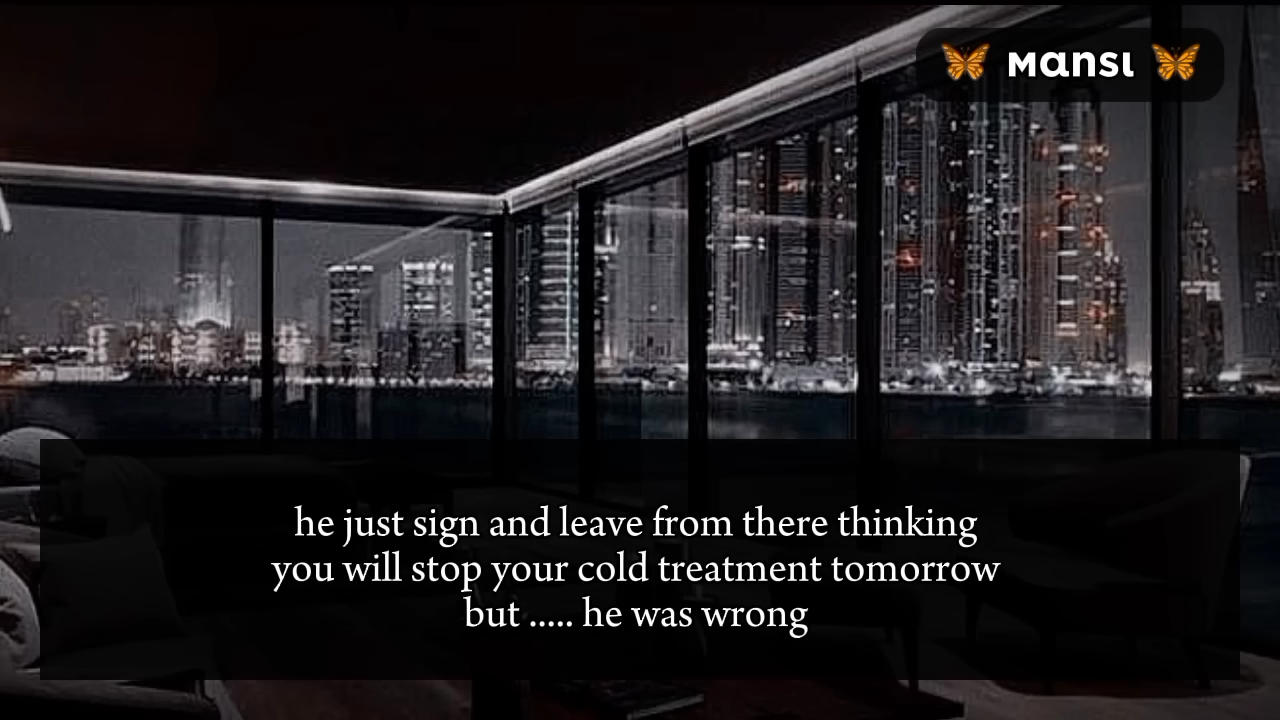 🦋 мαnsι 🦋
he just sign and leave from there thinking
you will stop your cold treatment tomorrow
but ..... he was wrong